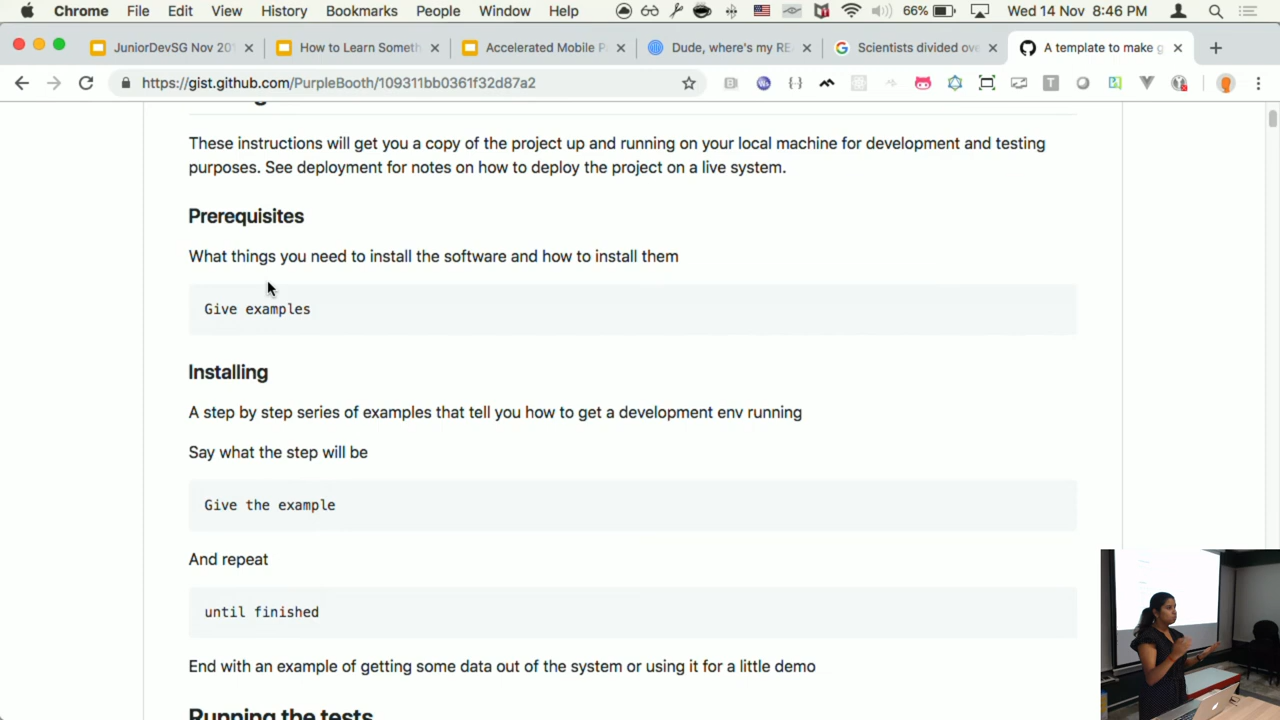 Chrome File Edit View History Bookmarks People Window Help 66% Wed 14 Nov 8:46 PM
JuniorDevSG Nov 20 How to Learn Someth Accelerated Mobile P Dude, where's my RE Scientists divided ove A template to make g
https://gist.github.com/PurpleBooth/109311bb0361f32d87a2
These instructions will get you a copy of the project up and running on your local machine for development and testing
purposes. See deployment for notes on how to deploy the project on a live system.
Prerequisites
What things you need to install the software and how to install them
Give examples
Installing
A step by step series of examples that tell you how to get a development env running
Say what the step will be
Give the example
And repeat
until finished
End with an example of getting some data out of the system or using it for a little demo
Running the tests